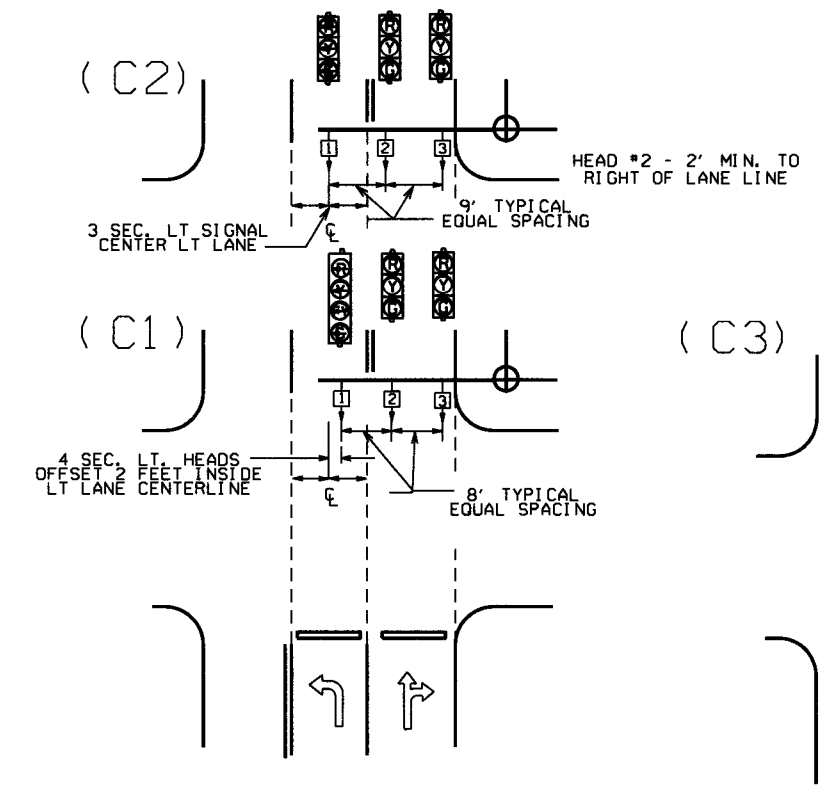 (C2)
R R
Y Y
G G
1 2 3
HEAD #2 - 2' MIN. TO
RIGHT OF LANE LINE
9' TYPICAL
EQUAL SPACING
3 SEC. LT SIGNAL
CENTER LT LANE
CL
(C1)
R R R
Y Y
G G
(C3)
1 2 3
4 SEC. LT. HEADS
OFFSET 2 FEET INSIDE
LT LANE CENTERLINE
CL
8' TYPICAL
EQUAL SPACING